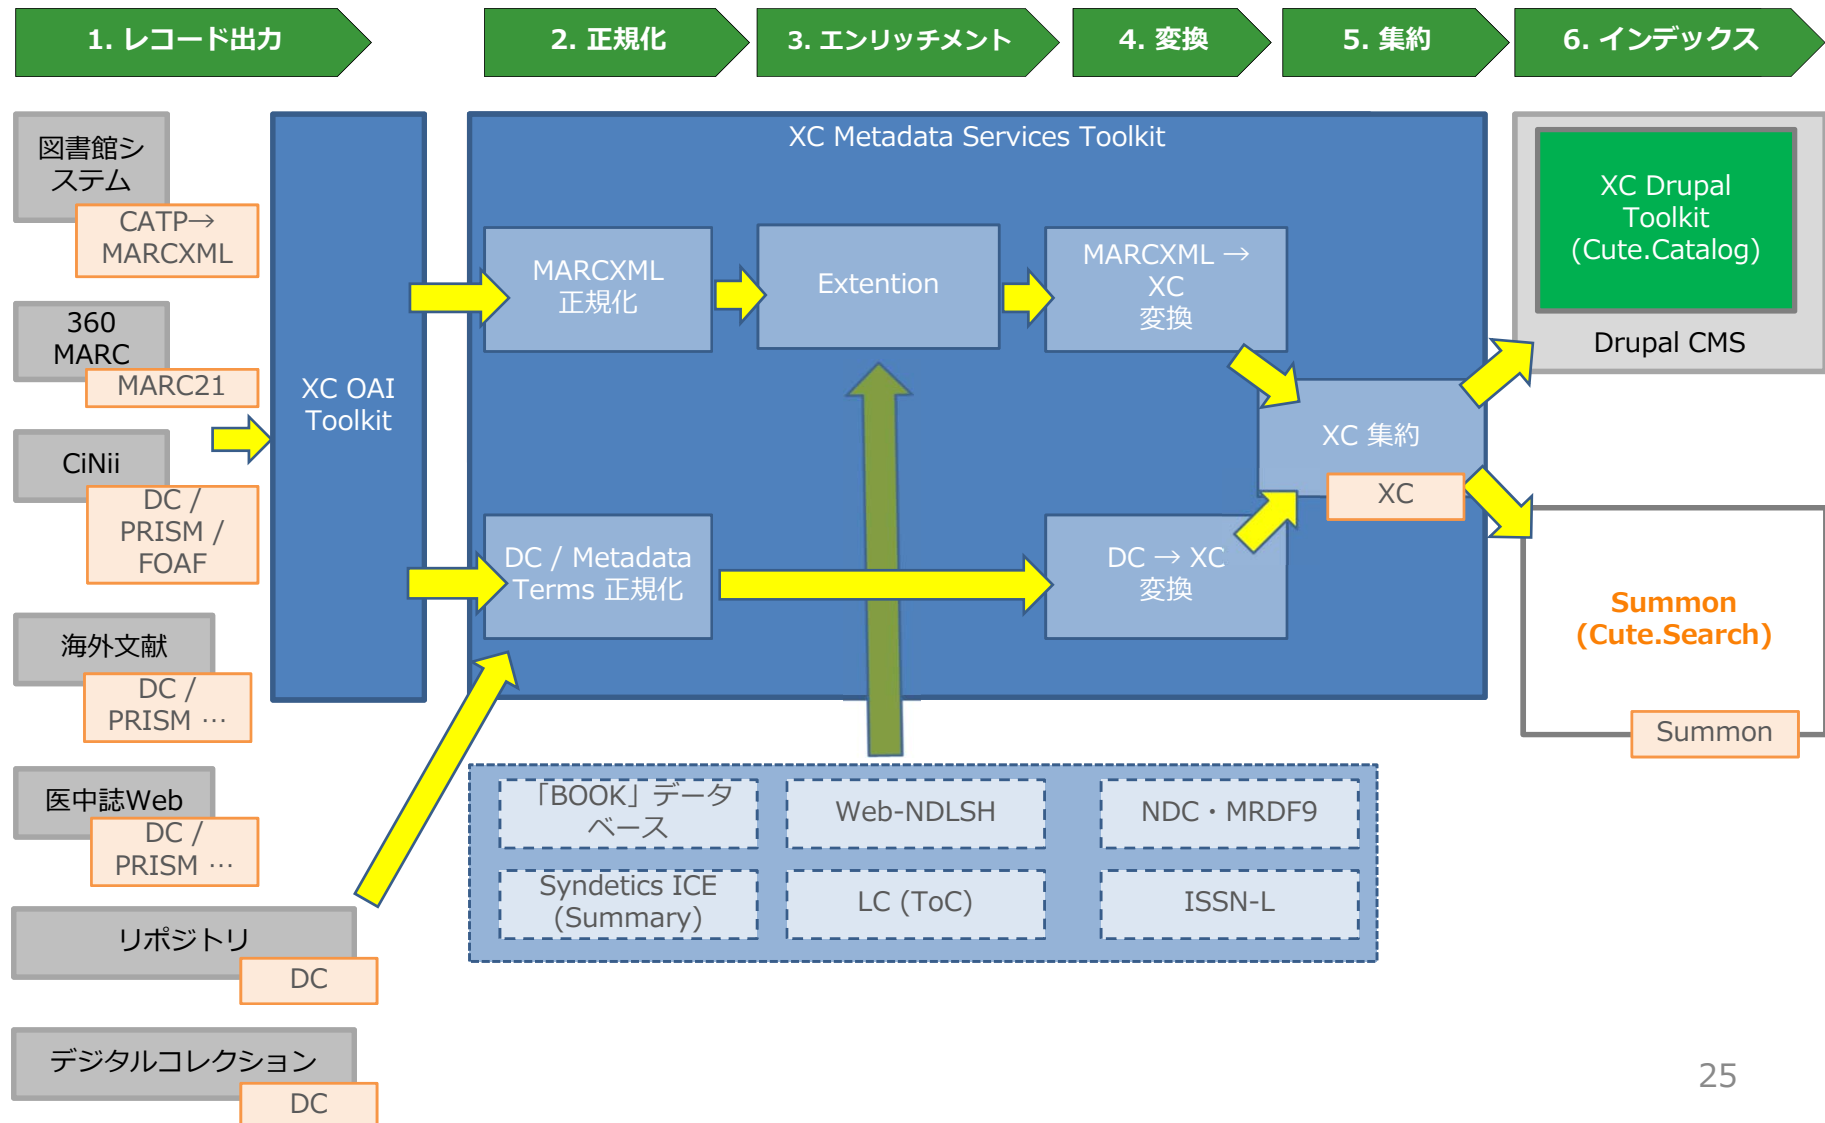 1. レコード出力
2. 正規化
3. エンリッチメント
4. 変換
5. 集約
6. インデックス
図書館シ
ステム
CATP→
MARCXML
360
MARC
MARC21
CiNii
DC /
PRISM /
FOAF
海外文献
DC /
PRISM …
医中誌Web
DC /
PRISM …
リポジトリ
DC
デジタルコレクション
DC
XC OAI
Toolkit
XC Metadata Services Toolkit
MARCXML
正規化
Extention
MARCXML →
XC
変換
DC / Metadata
Terms 正規化
DC → XC
変換
XC 集約
XC
「BOOK」データ
ベース
Web-NDLSH
NDC・MRDF9
Syndetics ICE
(Summary)
LC (ToC)
ISSN-L
XC Drupal
Toolkit
(Cute.Catalog)
Drupal CMS
Summon
(Cute.Search)
Summon
25